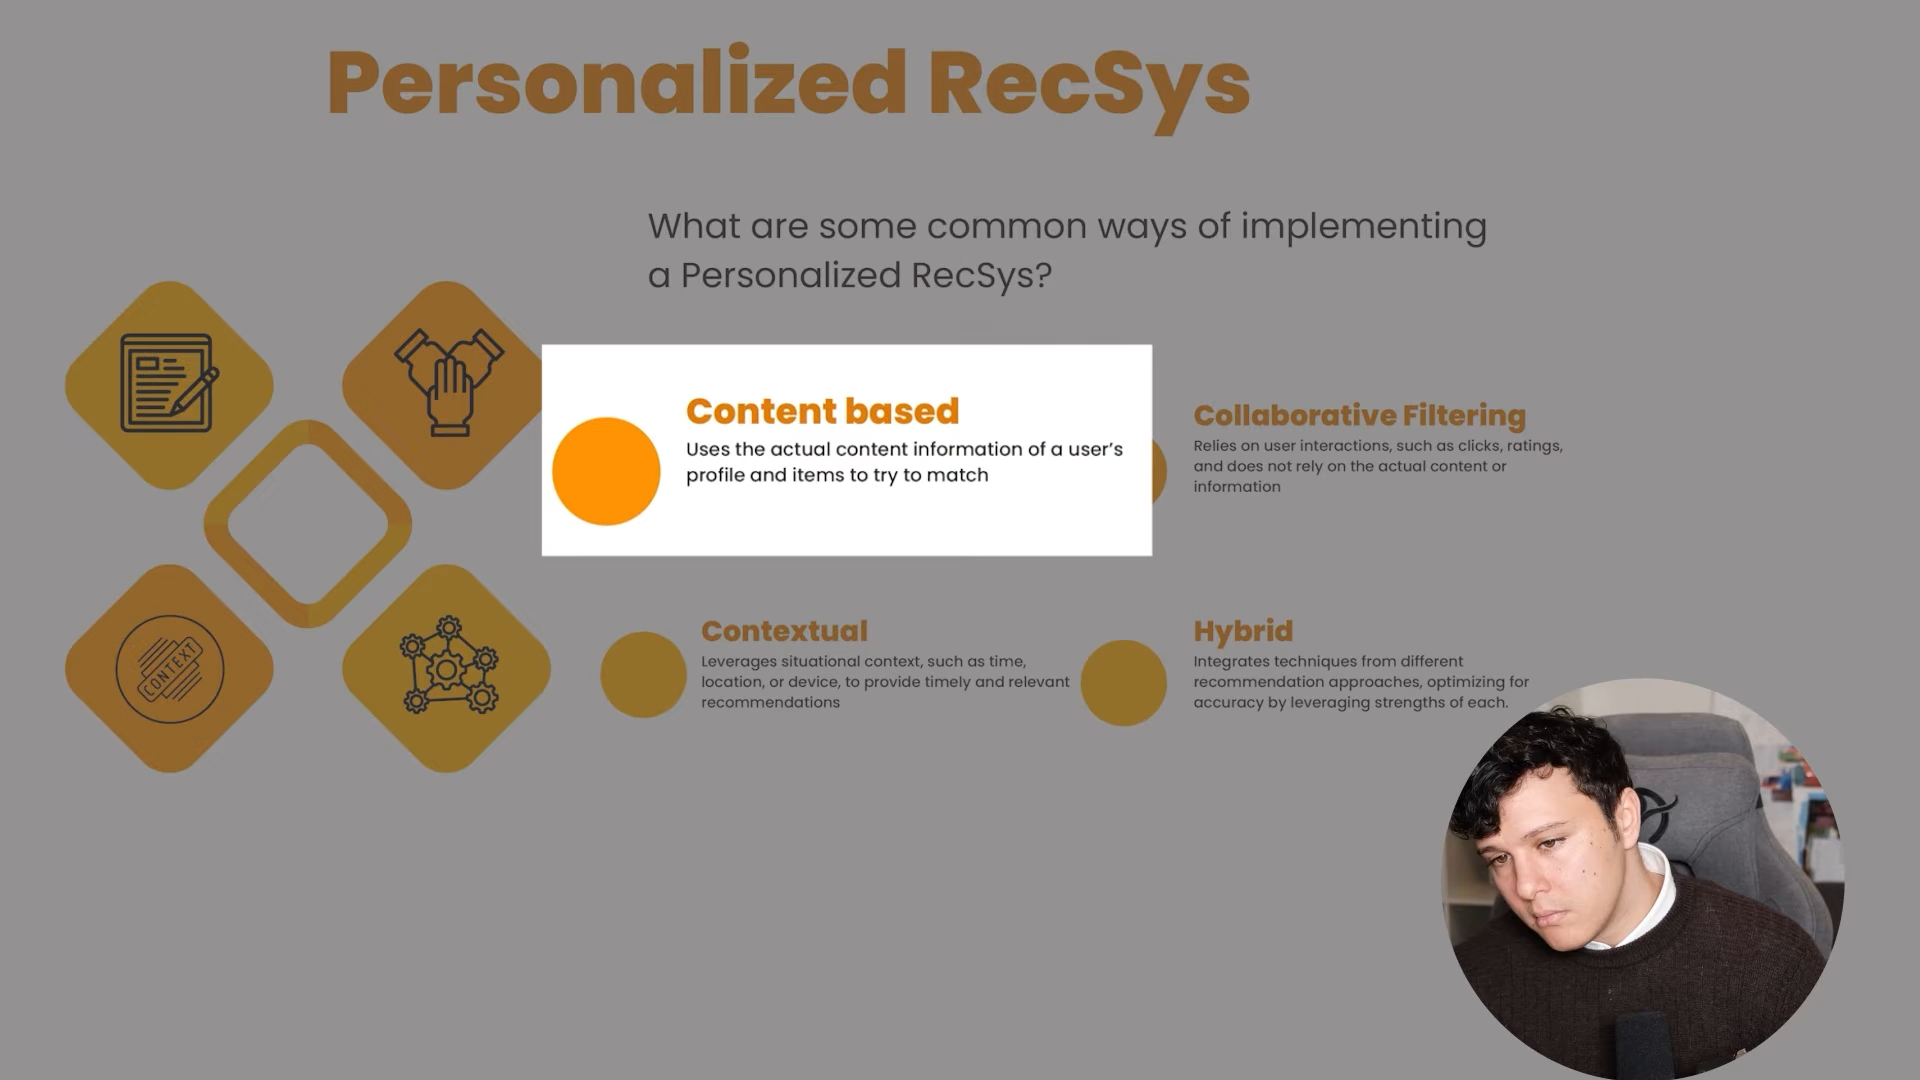 Personalized RecSys
What are some common ways of implementing
a Personalized RecSys?
Content based
Uses the actual content information of a user’s
profile and items to try to match
Collaborative Filtering
Relies on user interactions, such as clicks, ratings,
and does not rely on the actual content or
information
CONTEXT
Contextual
Leverages situational context, such as time,
location, or device, to provide timely and relevant
recommendations
Hybrid
Integrates techniques from different
recommendation approaches, optimizing for
accuracy by leveraging strengths of each.